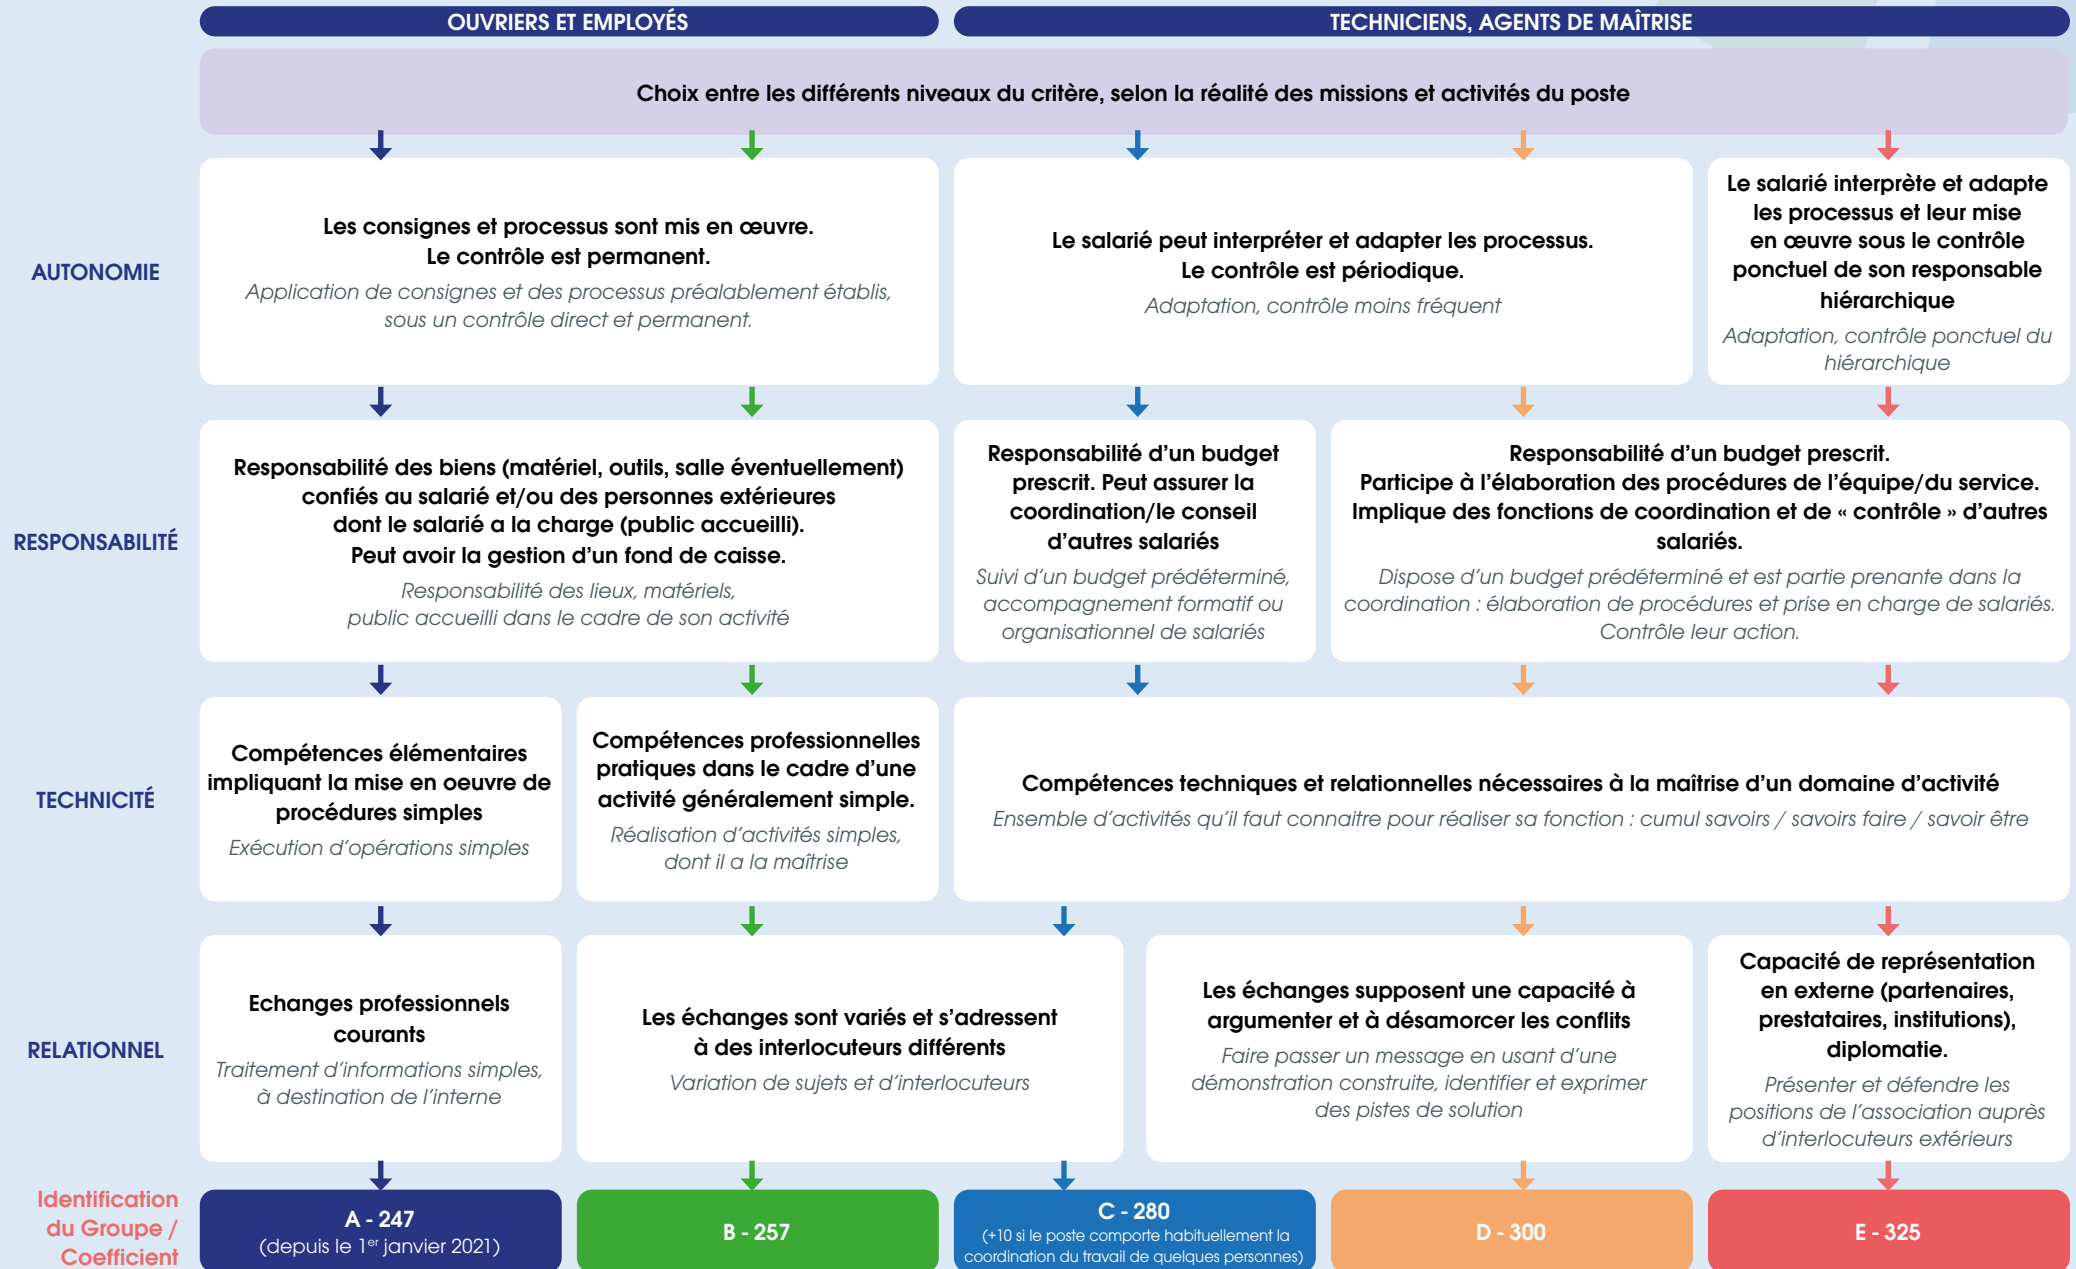 OUVRIERS ET EMPLOYÉS
TECHNICIENS, AGENTS DE MAÎTRISE
Choix entre les différents niveaux du critère, selon la réalité des missions et activités du poste
AUTONOMIE
Les consignes et processus sont mis en œuvre.
Le contrôle est permanent.
Application de consignes et des processus préalablement établis,
sous un contrôle direct et permanent.
Le salarié peut interpréter et adapter les processus.
Le contrôle est périodique.
Adaptation, contrôle moins fréquent
Le salarié interprète et adapte
les processus et leur mise
en œuvre sous le contrôle
ponctuel de son responsable
hiérarchique
Adaptation, contrôle ponctuel du
hiérarchique
RESPONSABILITÉ
Responsabilité des biens (matériel, outils, salle éventuellement)
confiés au salarié et/ou des personnes extérieures
dont le salarié a la charge (public accueilli).
Peut avoir la gestion d'un fond de caisse.
Responsabilité des lieux, matériels,
public accueilli dans le cadre de son activité
Responsabilité d'un budget
prescrit. Peut assurer la
coordination/le conseil
d'autres salariés
Suivi d'un budget prédéterminé,
accompagnement formatif ou
organisationnel de salariés
Responsabilité d'un budget prescrit.
Participe à l'élaboration des procédures de l'équipe/du service.
Implique des fonctions de coordination et de « contrôle » d'autres
salariés.
Dispose d'un budget prédéterminé et est partie prenante dans la
coordination : élaboration de procédures et prise en charge de salariés.
Contrôle leur action.
TECHNICITÉ
Compétences élémentaires
impliquant la mise en oeuvre de
procédures simples
Exécution d'opérations simples
Compétences professionnelles
pratiques dans le cadre d'une
activité généralement simple.
Réalisation d'activités simples,
dont il a la maîtrise
Compétences techniques et relationnelles nécessaires à la maîtrise d'un domaine d'activité
Ensemble d'activités qu'il faut connaitre pour réaliser sa fonction : cumul savoirs / savoirs faire / savoir être
RELATIONNEL
Echanges professionnels
courants
Traitement d'informations simples,
à destination de l'interne
Les échanges sont variés et s'adressent
à des interlocuteurs différents
Variation de sujets et d'interlocuteurs
Les échanges supposent une capacité à
argumenter et à désamorcer les conflits
Faire passer un message en usant d'une
démonstration construite, identifier et exprimer
des pistes de solution
Capacité de représentation
en externe (partenaires,
prestataires, institutions),
diplomatie.
Présenter et défendre les
positions de l'association auprès
d'interlocuteurs extérieurs
Identification
du Groupe /
Coefficient
A - 247
(depuis le 1er janvier 2021)
B - 257
C - 280
(+10 si le poste comporte habituellement la
coordination du travail de quelques personnes)
D - 300
E - 325